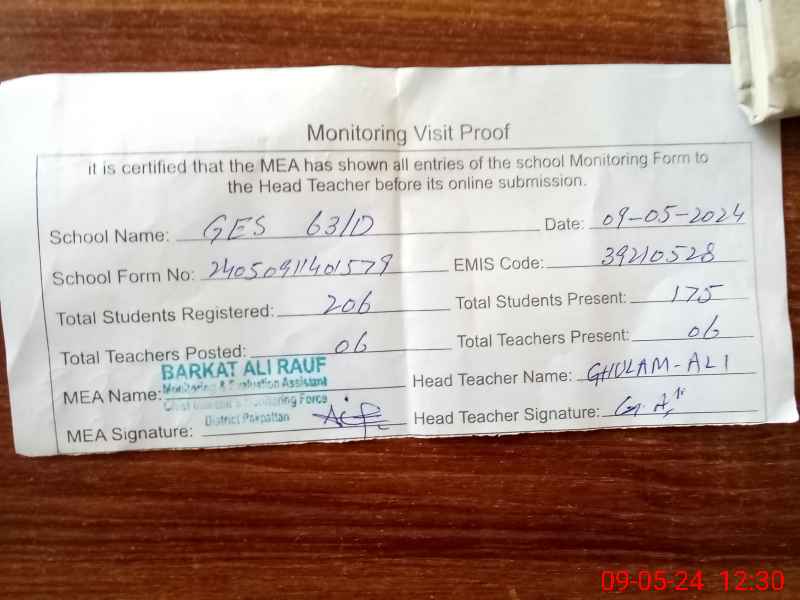 Monitoring Visit Proof
it is certified that the MEA has shown all entries of the school Monitoring Form to
the Head Teacher before its online submission.
School Name: GES 63/D Date: 09-05-2024
School Form No: 24050911401579 EMIS Code: 39210528
Total Students Registered: 206 Total Students Present: 175
Total Teachers Posted: 06 Total Teachers Present: 06
BARKAT ALI RAUF
Monitoring & Evaluation Assistant
MEA Name: Head Teacher Name: GHULAM-ALI
Monitoring Force
District Pakpattan
MEA Signature: Head Teacher Signature:
09-05-24 12:30